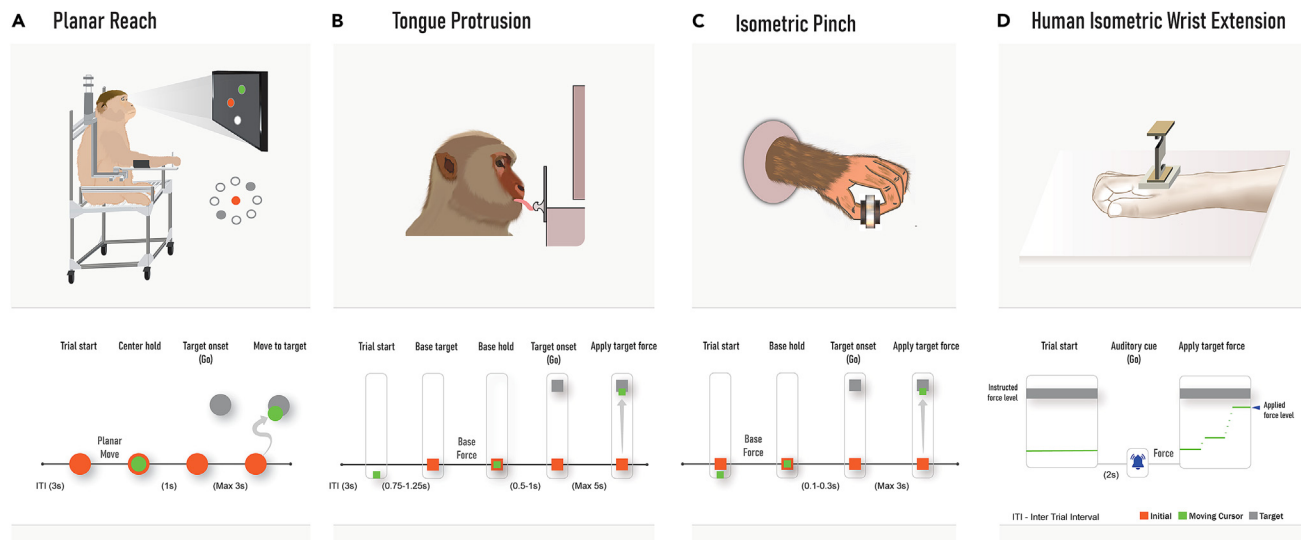 A Planar Reach
Trial start Center hold Target onset Move to target
(Go)
Planar
Move
ITI (3s) (1s) (Max 3s)
B Tongue Protrusion
Trial start Base target Base hold Target onset Apply target force
(Go)
Base
Force
ITI (3s) (0.75-1.25s) (0.5-1s) (Max 5s)
C Isometric Pinch
Trial start Base hold Target onset Apply target force
(Go)
Base
Force
(0.1-0.3s) (Max 3s)
D Human Isometric Wrist Extension
Trial start Auditory cue Apply target force
(Go)
Instructed
force level
Applied
force level
Force
(2s)
ITI - Inter Trial Interval Initial Moving Cursor Target